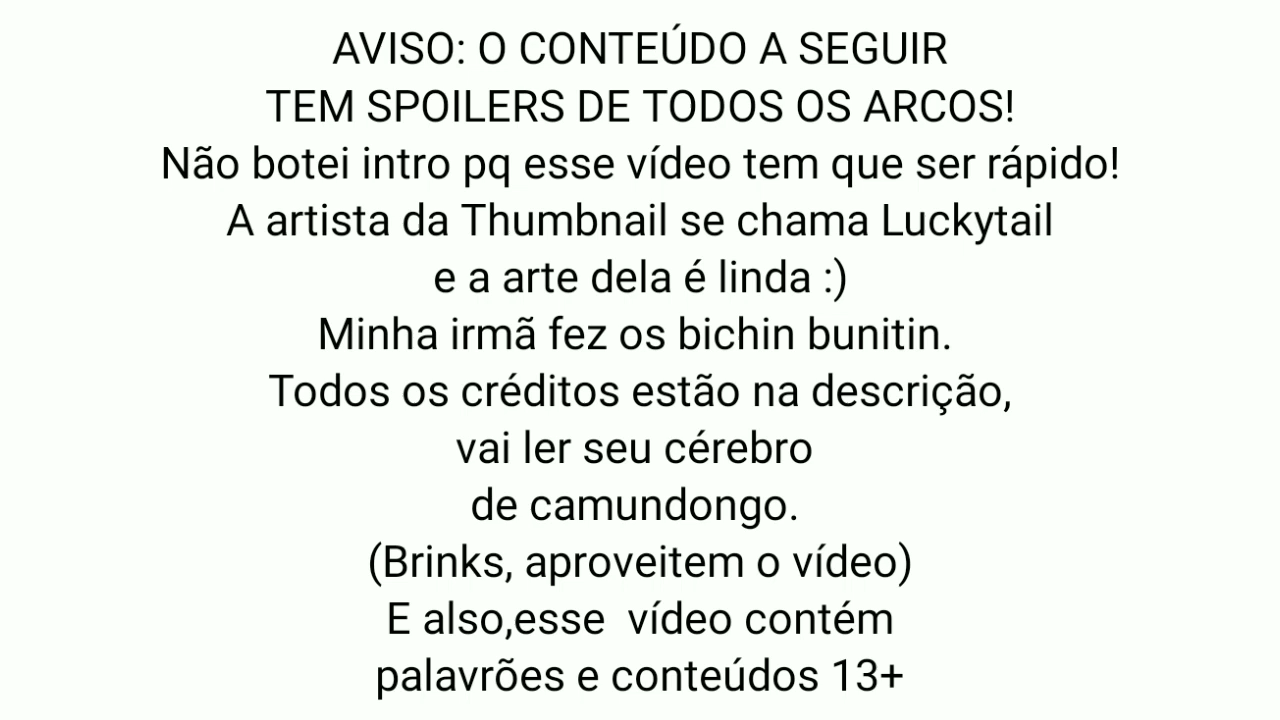 AVISO: O CONTEÚDO A SEGUIR
TEM SPOILERS DE TODOS OS ARCOS!
Não botei intro pq esse vídeo tem que ser rápido!
A artista da Thumbnail se chama Luckytail
e a arte dela é linda :)
Minha irmã fez os bichin bunitin.
Todos os créditos estão na descrição,
vai ler seu cérebro
de camundongo.
(Brinks, aproveitem o vídeo)
E also,esse  vídeo contém
palavrões e conteúdos 13+